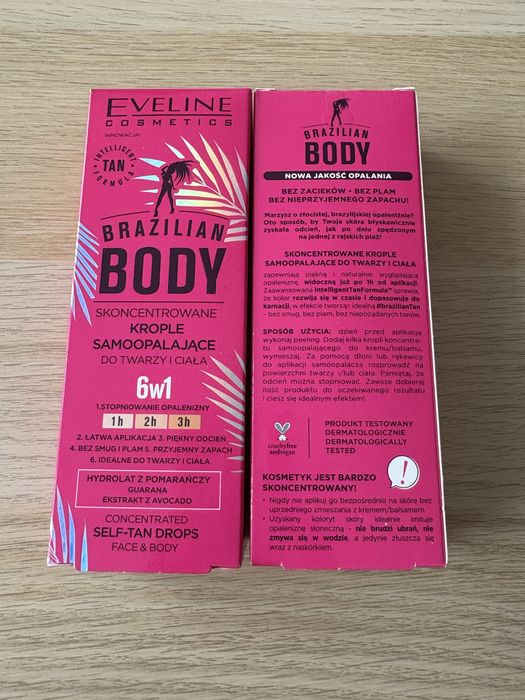 EVELINE
COSMETICS
INNOWACJA!
INTELLIGENT
TAN
FORMULA
BRAZILIAN
BODY
SKONCENTROWANE
KROPLE
SAMOOPALAJĄCE
DO TWARZY I CIAŁA
6w1
1.STOPNIOWANIE OPALENIZNY
1h 2h 3h
2. ŁATWA APLIKACJA 3. PIĘKNY ODCIEŃ
4. BEZ SMUG I PLAM 5. PRZYJEMNY ZAPACH
6. IDEALNE DO TWARZY I CIAŁA
HYDROLAT Z POMARAŃCZY
GUARANA
EKSTRAKT Z AVOCADO
CONCENTRATED
SELF-TAN DROPS
FACE & BODY
BRAZILIAN
BODY
NOWA JAKOŚĆ OPALANIA
BEZ ZACIEKÓW • BEZ PLAM
BEZ NIEPRZYJEMNEGO ZAPACHU!
Marzysz o złocistej, brazylijskiej opaleniźnie?
Oto sposób, by Twoja skóra błyskawicznie
zyskała odcień, jak po dniu spędzonym
na jednej z rajskich plaż!
SKONCENTROWANE KROPLE
SAMOOPALAJĄCE DO TWARZY I CIAŁA
zapewniają piękną i naturalnie wyglądającą
opaleniznę, widoczną już po 1h od aplikacji.
Zaawansowana IntelligentTanFormula™ sprawia,
że kolor rozwija się w czasie i dopasowuje do
karnacji, w efekcie tworząc idealną #brazilianTan
- bez smug, bez plam, bez niepożądanych tonów.
SPOSÓB UŻYCIA: dzień przed aplikacją
wykonaj peeling. Dodaj kilka kropli koncentra-
tu samoopalającego do kremu/balsamu,
wymieszaj. Za pomocą dłoni lub rękawicy
do aplikacji samoopalacza rozprowadź na
powierzchni twarzy i/lub ciała. Pamiętaj, że
odcień można stopniować. Zawsze dobieraj
ilość produktu do oczekiwanego rezultatu
i ciesz się idealnym efektem!
crueltyfree
andvegan
PRODUKT TESTOWANY
DERMATOLOGICZNIE
DERMATOLOGICALLY
TESTED
KOSMETYK JEST BARDZO
SKONCENTROWANY!
• Nigdy nie aplikuj go bezpośrednio na skórę bez
uprzedniego zmieszania z kremem/balsamem.
• Uzyskany koloryt skóry idealnie imituje
opaleniznę słoneczną - nie brudzi ubrań, nie
zmywa się w wodzie, a jedynie złuszcza się
wraz z naskórkiem.